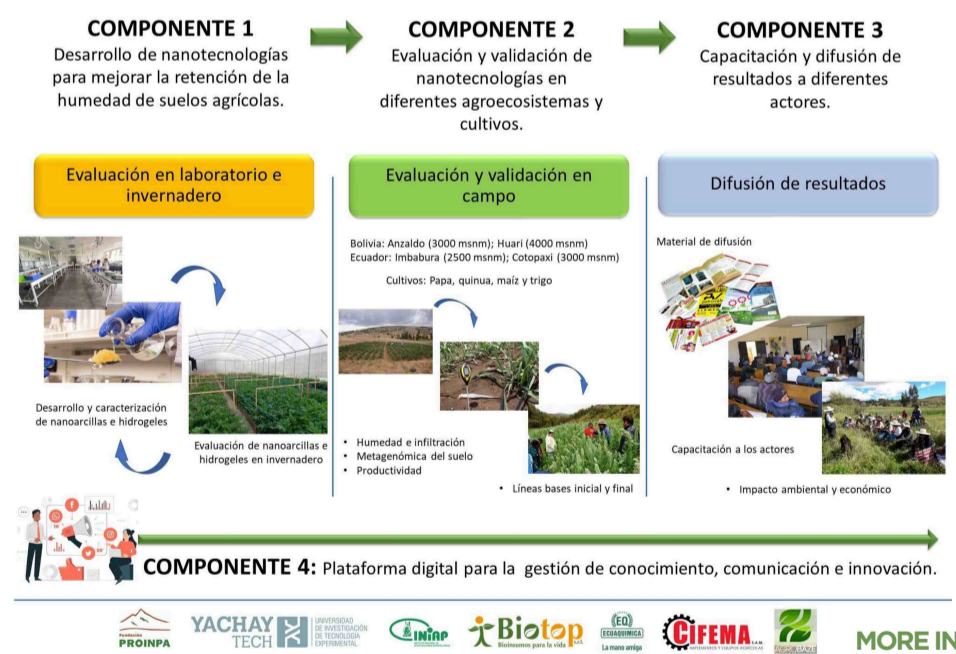 COMPONENTE 1
Desarrollo de nanotecnologías
para mejorar la retención de la
humedad de suelos agrícolas.
COMPONENTE 2
Evaluación y validación de
nanotecnologías en
diferentes agroecosistemas y
cultivos.
COMPONENTE 3
Capacitación y difusión de
resultados a diferentes
actores.
Evaluación en laboratorio e
invernadero
Evaluación y validación en
campo
Difusión de resultados
Bolivia: Anzaldo (3000 msnm); Huari (4000 msnm)
Ecuador: Imbabura (2500 msnm); Cotopaxi (3000 msnm)
Cultivos: Papa, quinua, maíz y trigo
Material de difusión
Desarrollo y caracterización
de nanoarcillas e hidrogeles
Evaluación de nanoarcillas e
hidrogeles en invernadero
• Humedad e infiltración
• Metagenómica del suelo
• Productividad
• Líneas bases inicial y final
Capacitación a los actores
• Impacto ambiental y económico
COMPONENTE 4: Plataforma digital para la gestión de conocimiento, comunicación e innovación.
Fundación
PROINPA
YACHAY
TECH
UNIVERSIDAD
DE INVESTIGACIÓN
DE TECNOLOGÍA
EXPERIMENTAL
INIAP
Biotop
Bioinsumos para la vida
EQ
ECUAQUIMICA
La mano amiga
CIFEMA
IMPLEMENTOS Y EQUIPOS AGRÍCOLAS
MORE IN